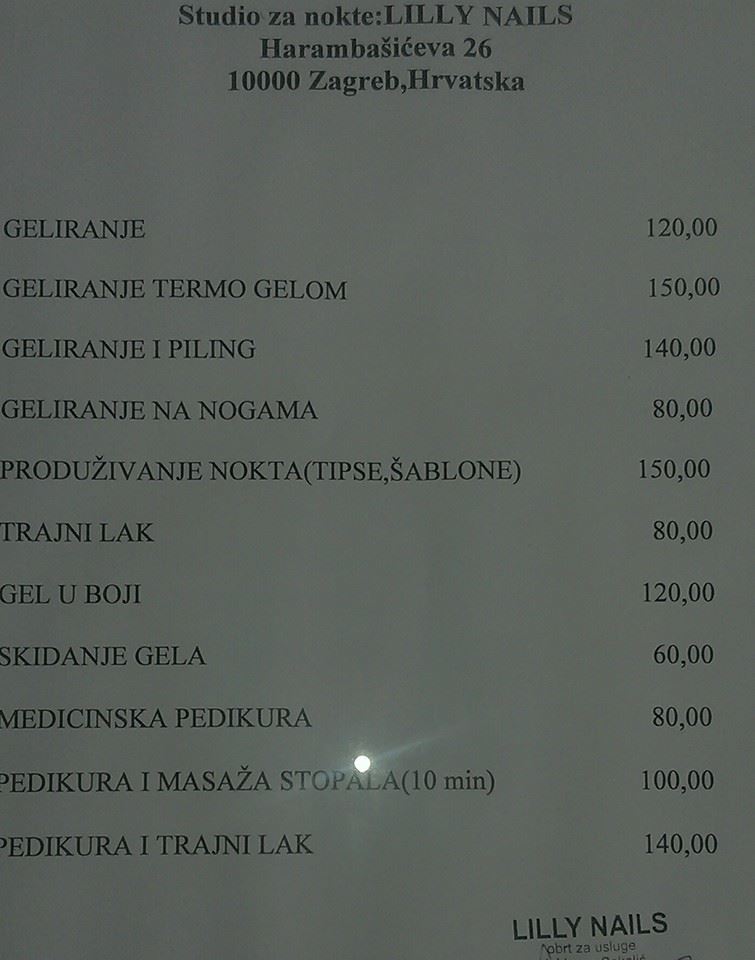 Studio za nokte:LILLY NAILS
Harambašićeva 26
10000 Zagreb,Hrvatska
GELIRANJE 120,00
GELIRANJE TERMO GELOM 150,00
GELIRANJE I PILING 140,00
GELIRANJE NA NOGAMA 80,00
PRODUŽIVANJE NOKTA(TIPSE,ŠABLONE) 150,00
TRAJNI LAK 80,00
GEL U BOJI 120,00
SKIDANJE GELA 60,00
MEDICINSKA PEDIKURA 80,00
PEDIKURA I MASAŽA STOPALA(10 min) 100,00
PEDIKURA I TRAJNI LAK 140,00
LILLY NAILS
obrt za usluge